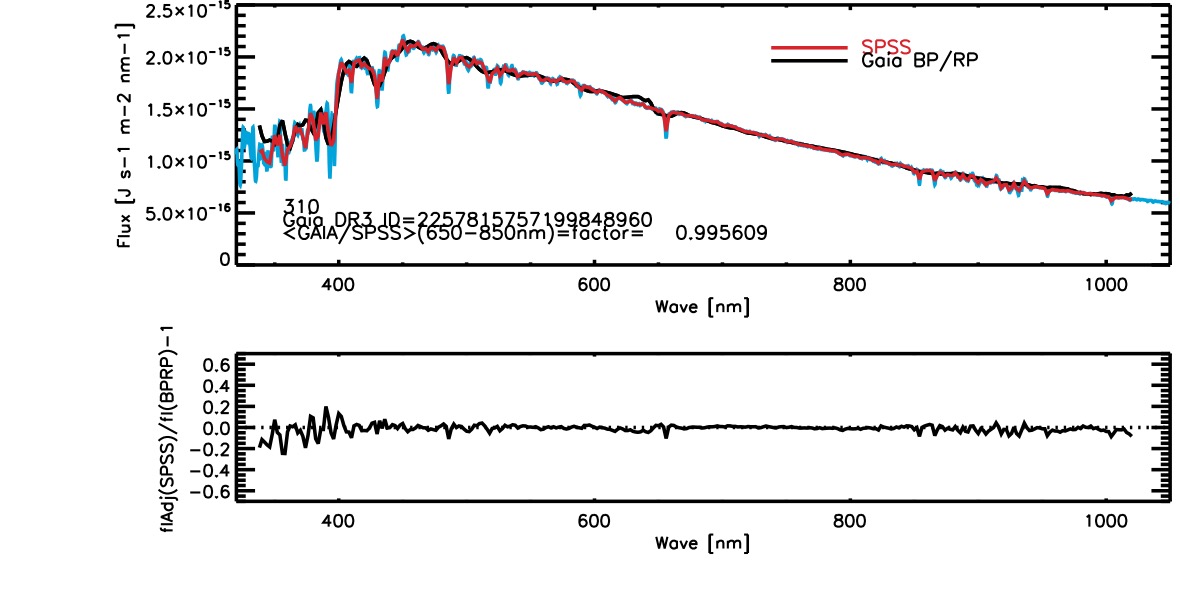 2.5×10−15
2.0×10−15
1.5×10−15
1.0×10−15
5.0×10−16
0
Flux [J s−1 m−2 nm−1]
SPSS
Gaia BP/RP
310
Gaia DR3 ID=2257815757199848960
<GAIA/SPSS>(650−850nm)=factor= 0.995609
400 600 800 1000
Wave [nm]
flAdj(SPSS)/fl(BPRP)−1
0.6
0.4
0.2
0.0
−0.2
−0.4
−0.6
400 600 800 1000
Wave [nm]